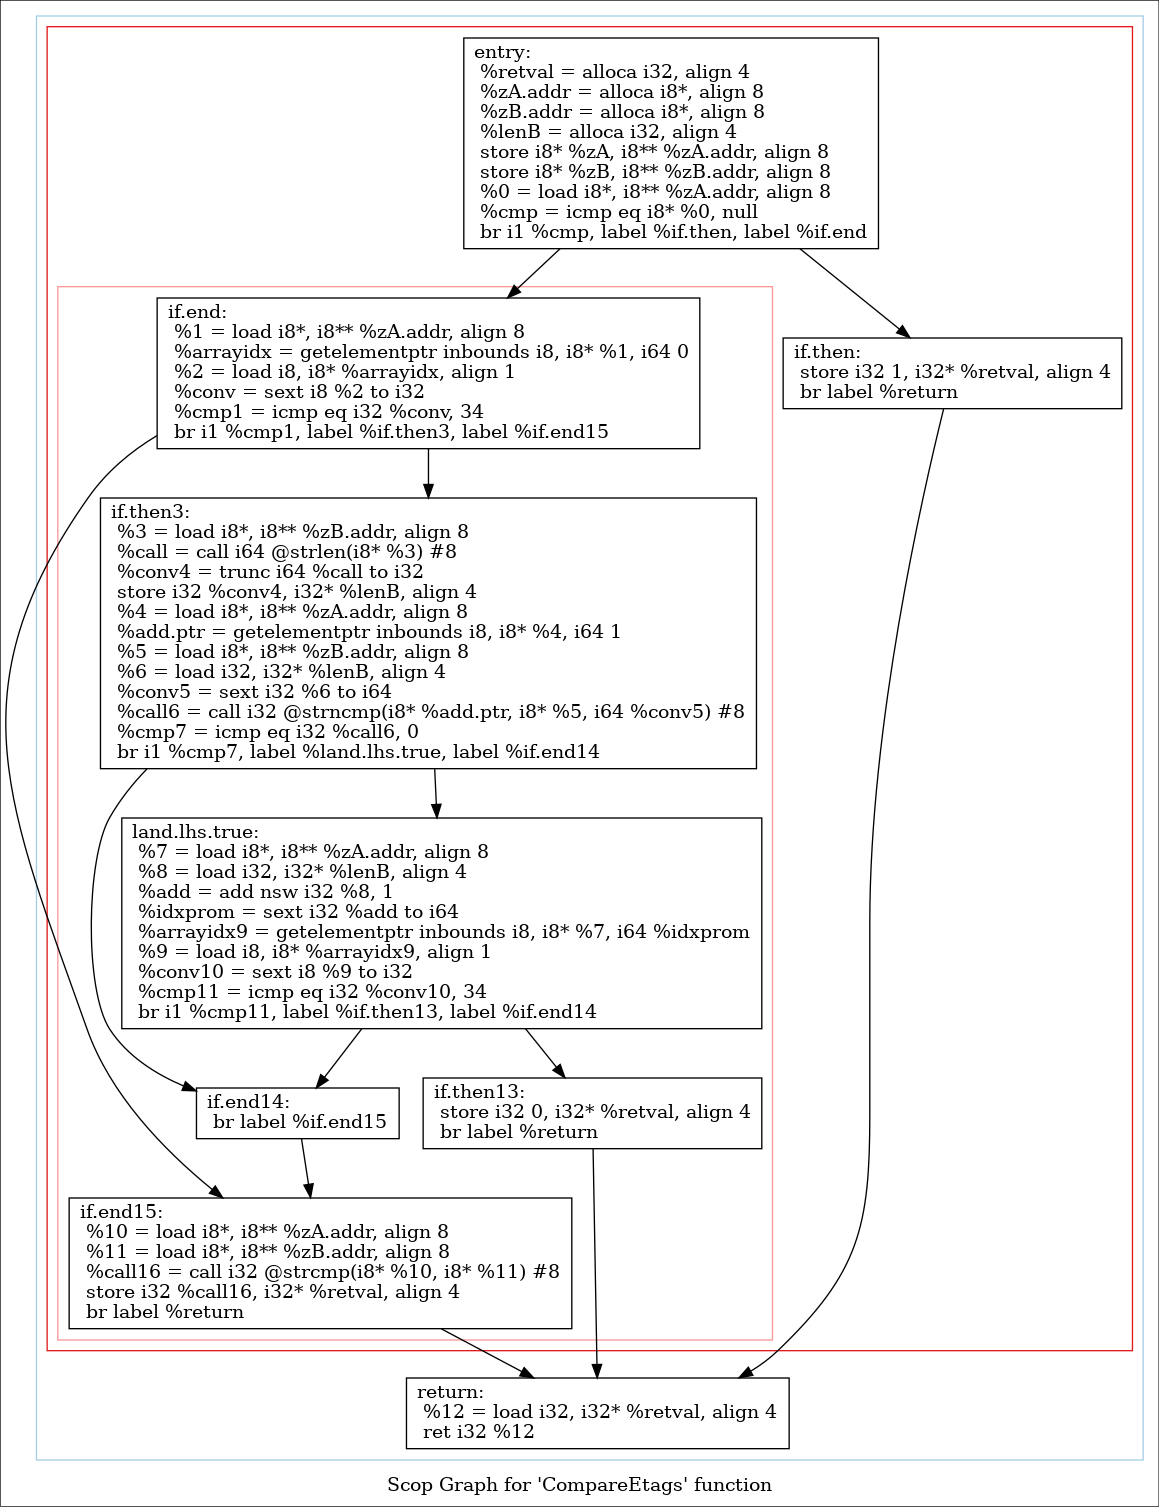 entry:
%retval = alloca i32, align 4
%zA.addr = alloca i8*, align 8
%zB.addr = alloca i8*, align 8
%lenB = alloca i32, align 4
store i8* %zA, i8** %zA.addr, align 8
store i8* %zB, i8** %zB.addr, align 8
%0 = load i8*, i8** %zA.addr, align 8
%cmp = icmp eq i8* %0, null
br i1 %cmp, label %if.then, label %if.end
if.end:
%1 = load i8*, i8** %zA.addr, align 8
%arrayidx = getelementptr inbounds i8, i8* %1, i64 0
%2 = load i8, i8* %arrayidx, align 1
%conv = sext i8 %2 to i32
%cmp1 = icmp eq i32 %conv, 34
br i1 %cmp1, label %if.then3, label %if.end15
if.then:
store i32 1, i32* %retval, align 4
br label %return
if.then3:
%3 = load i8*, i8** %zB.addr, align 8
%call = call i64 @strlen(i8* %3) #8
%conv4 = trunc i64 %call to i32
store i32 %conv4, i32* %lenB, align 4
%4 = load i8*, i8** %zA.addr, align 8
%add.ptr = getelementptr inbounds i8, i8* %4, i64 1
%5 = load i8*, i8** %zB.addr, align 8
%6 = load i32, i32* %lenB, align 4
%conv5 = sext i32 %6 to i64
%call6 = call i32 @strncmp(i8* %add.ptr, i8* %5, i64 %conv5) #8
%cmp7 = icmp eq i32 %call6, 0
br i1 %cmp7, label %land.lhs.true, label %if.end14
land.lhs.true:
%7 = load i8*, i8** %zA.addr, align 8
%8 = load i32, i32* %lenB, align 4
%add = add nsw i32 %8, 1
%idxprom = sext i32 %add to i64
%arrayidx9 = getelementptr inbounds i8, i8* %7, i64 %idxprom
%9 = load i8, i8* %arrayidx9, align 1
%conv10 = sext i8 %9 to i32
%cmp11 = icmp eq i32 %conv10, 34
br i1 %cmp11, label %if.then13, label %if.end14
if.end14:
br label %if.end15
if.then13:
store i32 0, i32* %retval, align 4
br label %return
if.end15:
%10 = load i8*, i8** %zA.addr, align 8
%11 = load i8*, i8** %zB.addr, align 8
%call16 = call i32 @strcmp(i8* %10, i8* %11) #8
store i32 %call16, i32* %retval, align 4
br label %return
return:
%12 = load i32, i32* %retval, align 4
ret i32 %12
Scop Graph for 'CompareEtags' function